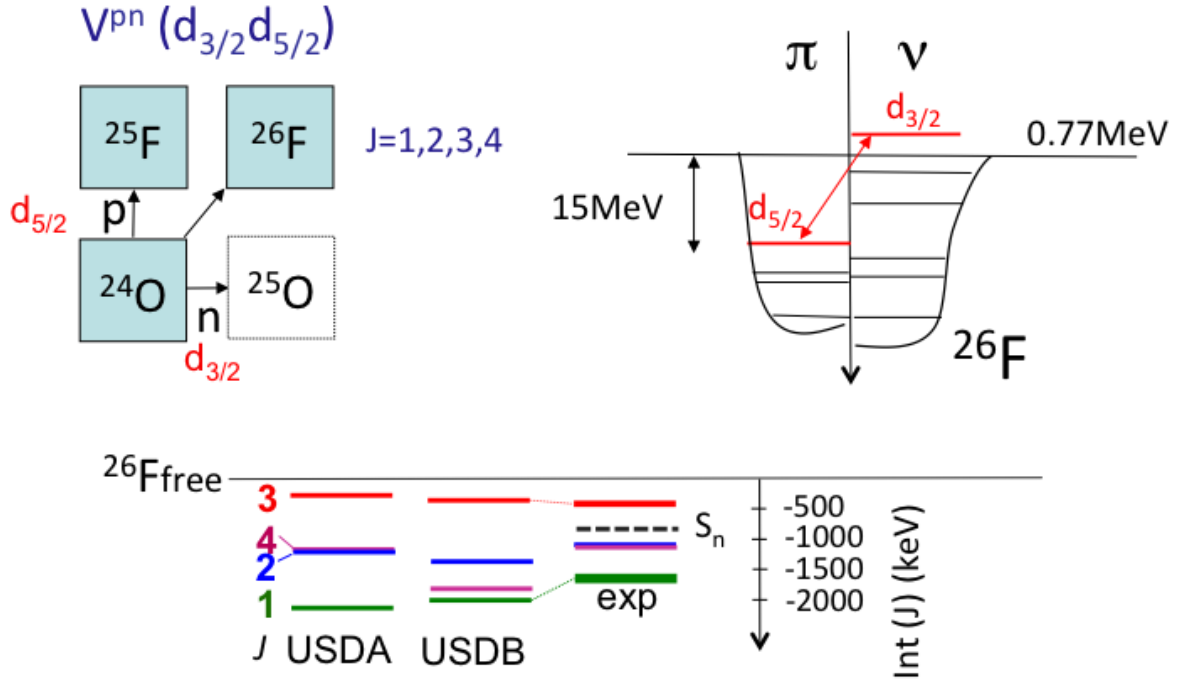 Vpn (d3/2d5/2)
25F
26F
J=1,2,3,4
d5/2
p
24O
25O
n
d3/2
π
ν
d3/2
0.77MeV
15MeV
d5/2
26F
26Ffree
3
4
2
1
J
USDA
USDB
exp
Sn
-500
-1000
-1500
-2000
Int (J) (keV)